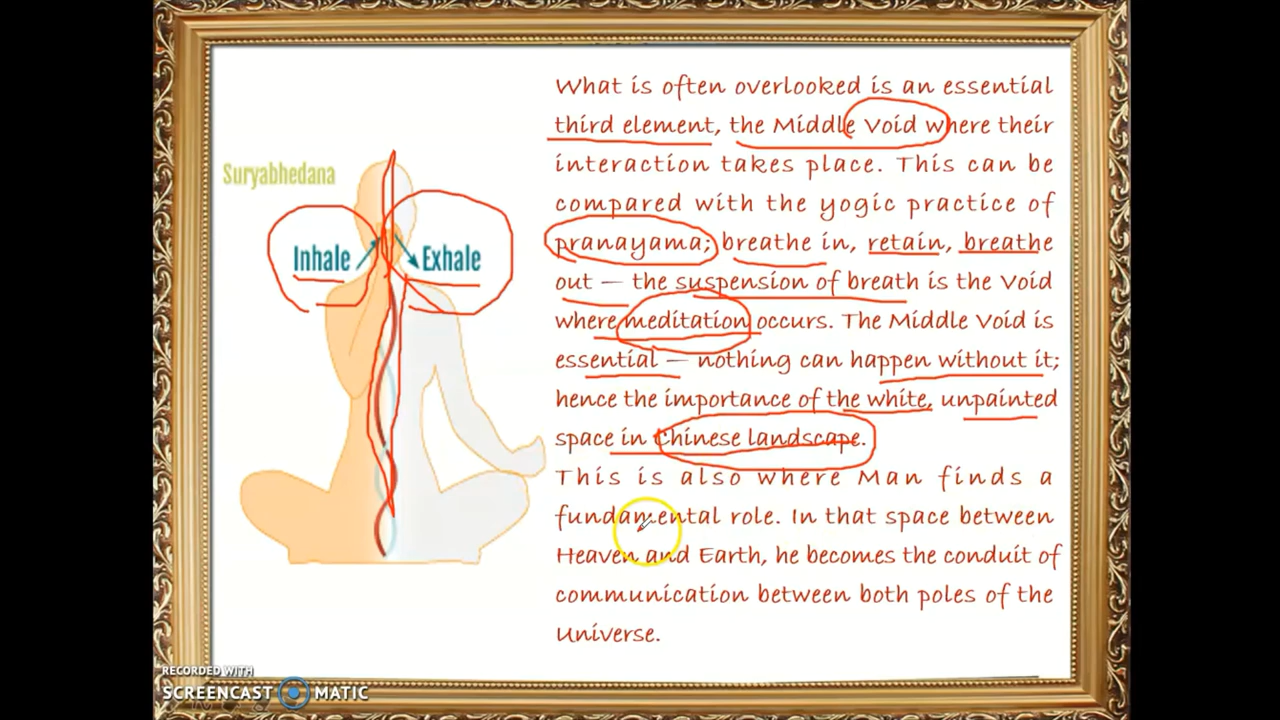 What is often overlooked is an essential
third element, the Middle Void where their
interaction takes place. This can be
compared with the yogic practice of
pranayama; breathe in, retain, breathe
out — the suspension of breath is the Void
where meditation occurs. The Middle Void is
essential — nothing can happen without it;
hence the importance of the white, unpainted
space in Chinese landscape.
This is also where Man finds a
fundamental role. In that space between
Heaven and Earth, he becomes the conduit of
communication between both poles of the
Universe.
Suryabhedana
Inhale
Exhale
RECORDED WITH
SCREENCAST MATIC